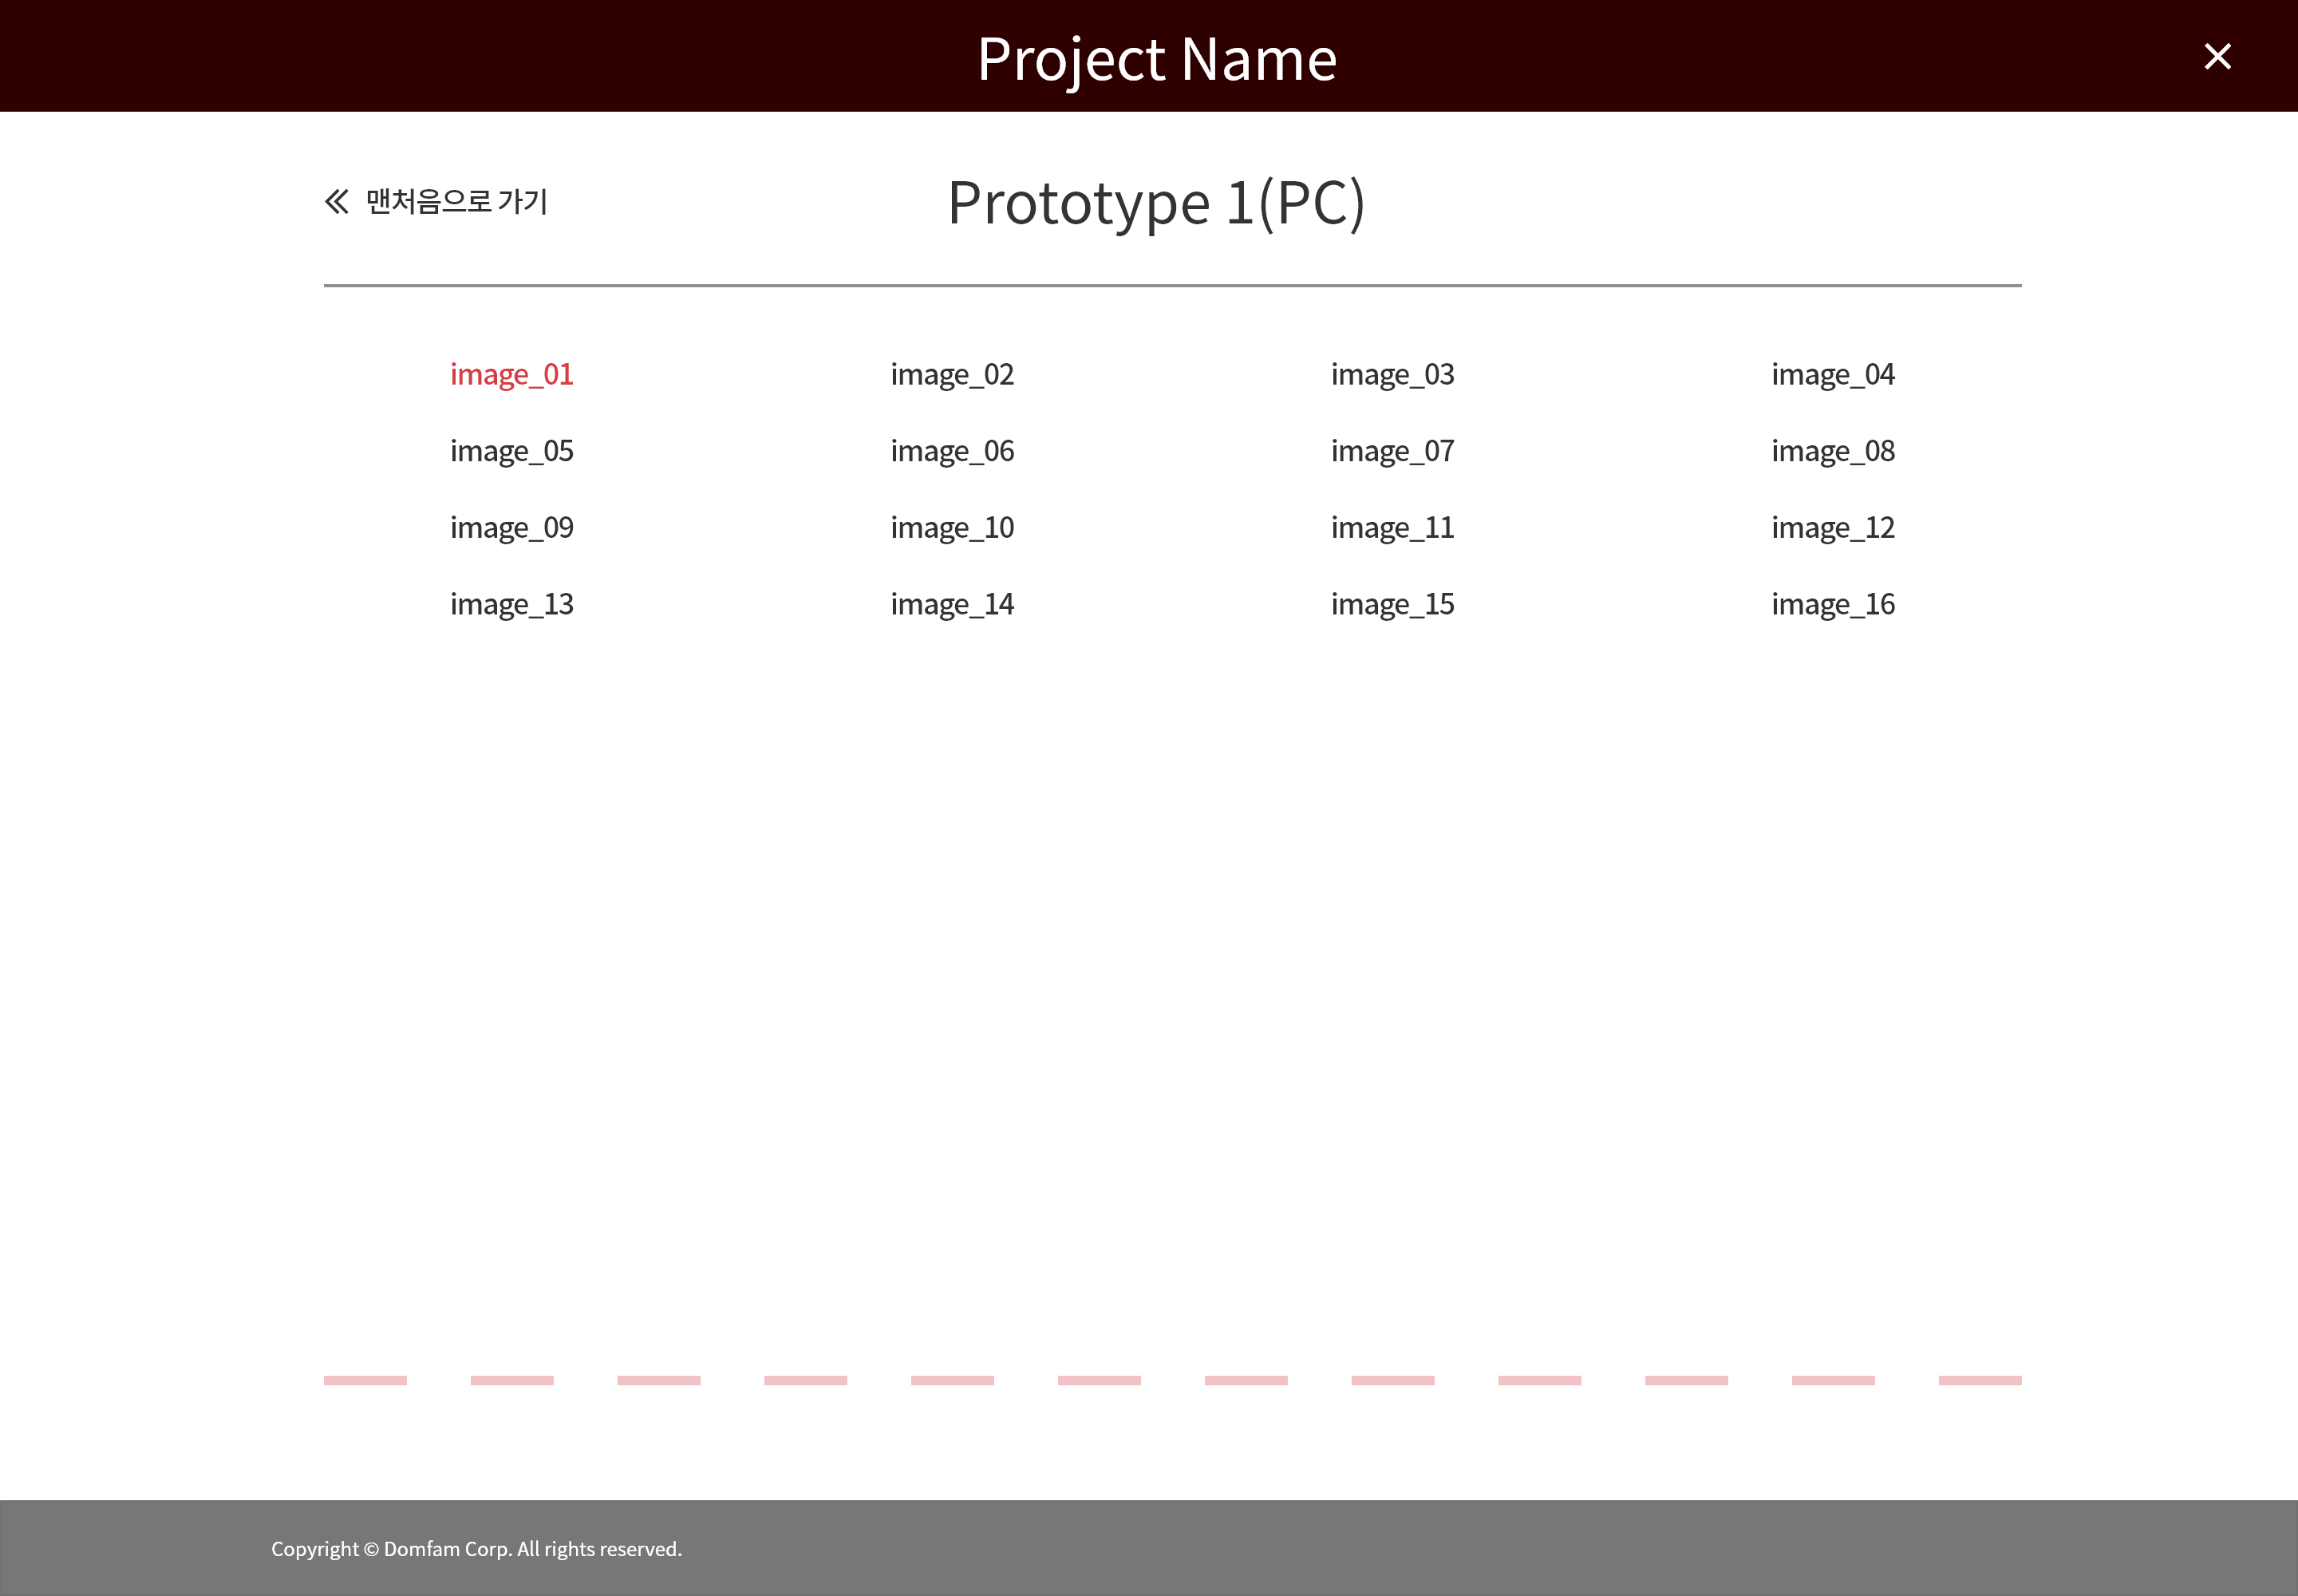 Project Name
맨처음으로 가기
Prototype 1(PC)
image_01 image_02 image_03 image_04
image_05 image_06 image_07 image_08
image_09 image_10 image_11 image_12
image_13 image_14 image_15 image_16
Copyright © Domfam Corp. All rights reserved.